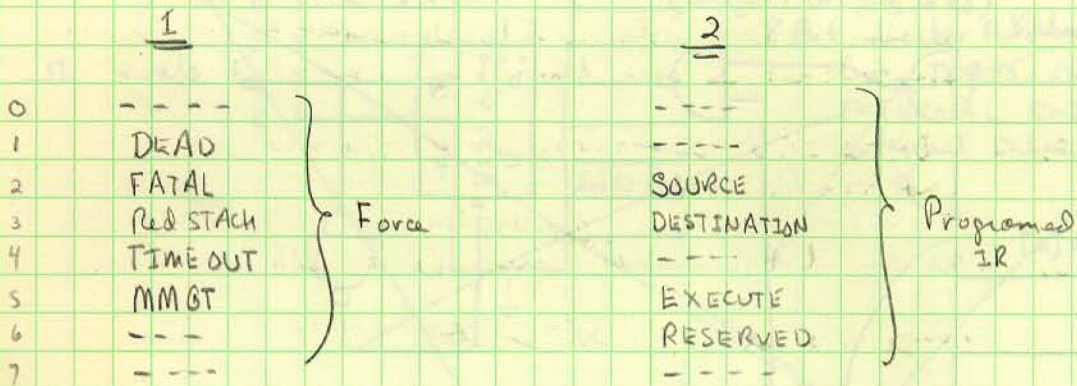 1 2
0 - - - - - - - -
1 DEAD - - - - -
2 FATAL SOURCE
3 Red STACH Force DESTINATION Programed
4 TIME OUT - - - - IR
5 MMGT EXECUTE
6 - - - RESERVED
7 - - - - - - - -